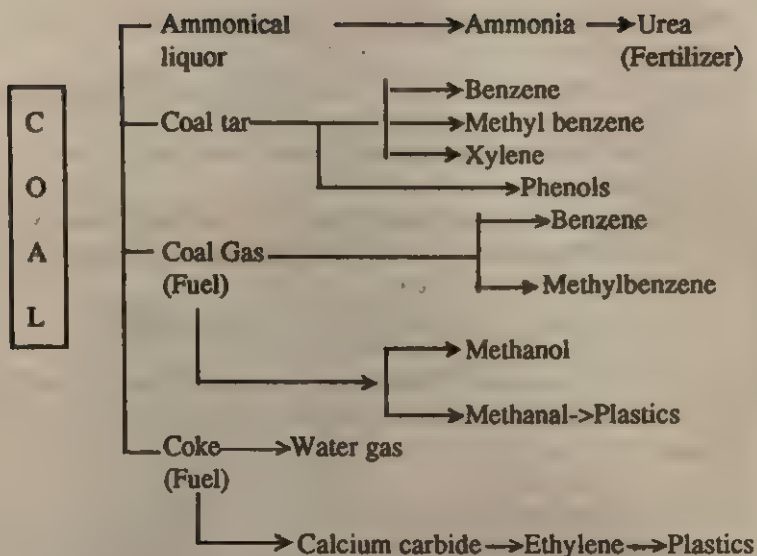 Ammonical
liquor
Ammonia
Urea
(Fertilizer)
C
O
A
L
Coal tar
Benzene
Methyl benzene
Xylene
Phenols
Coal Gas
(Fuel)
Benzene
Methylbenzene
Methanol
Methanal->Plastics
Coke
(Fuel)
Water gas
Calcium carbide
Ethylene
Plastics